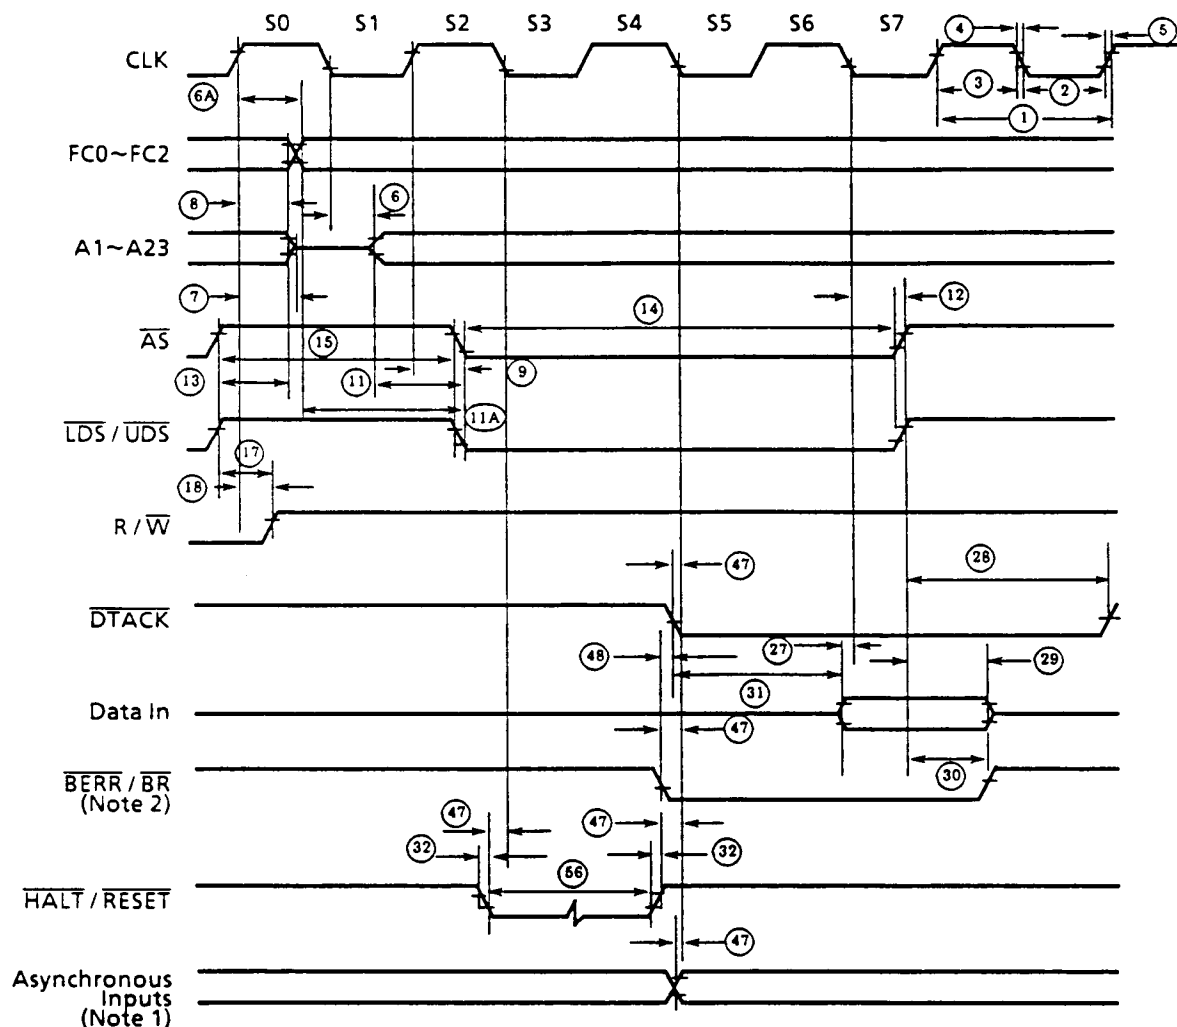 S0 S1 S2 S3 S4 S5 S6 S7
CLK
4
5
3
2
1
6A
FC0~FC2
8
6
A1~A23
7
14
12
AS
15
13
11
9
11A
LDS / UDS
17
18
R / W
47
28
DTACK
48
27
29
31
Data In
47
30
BERR / BR
(Note 2)
47
47
32
32
56
HALT / RESET
47
Asynchronous
Inputs
(Note 1)